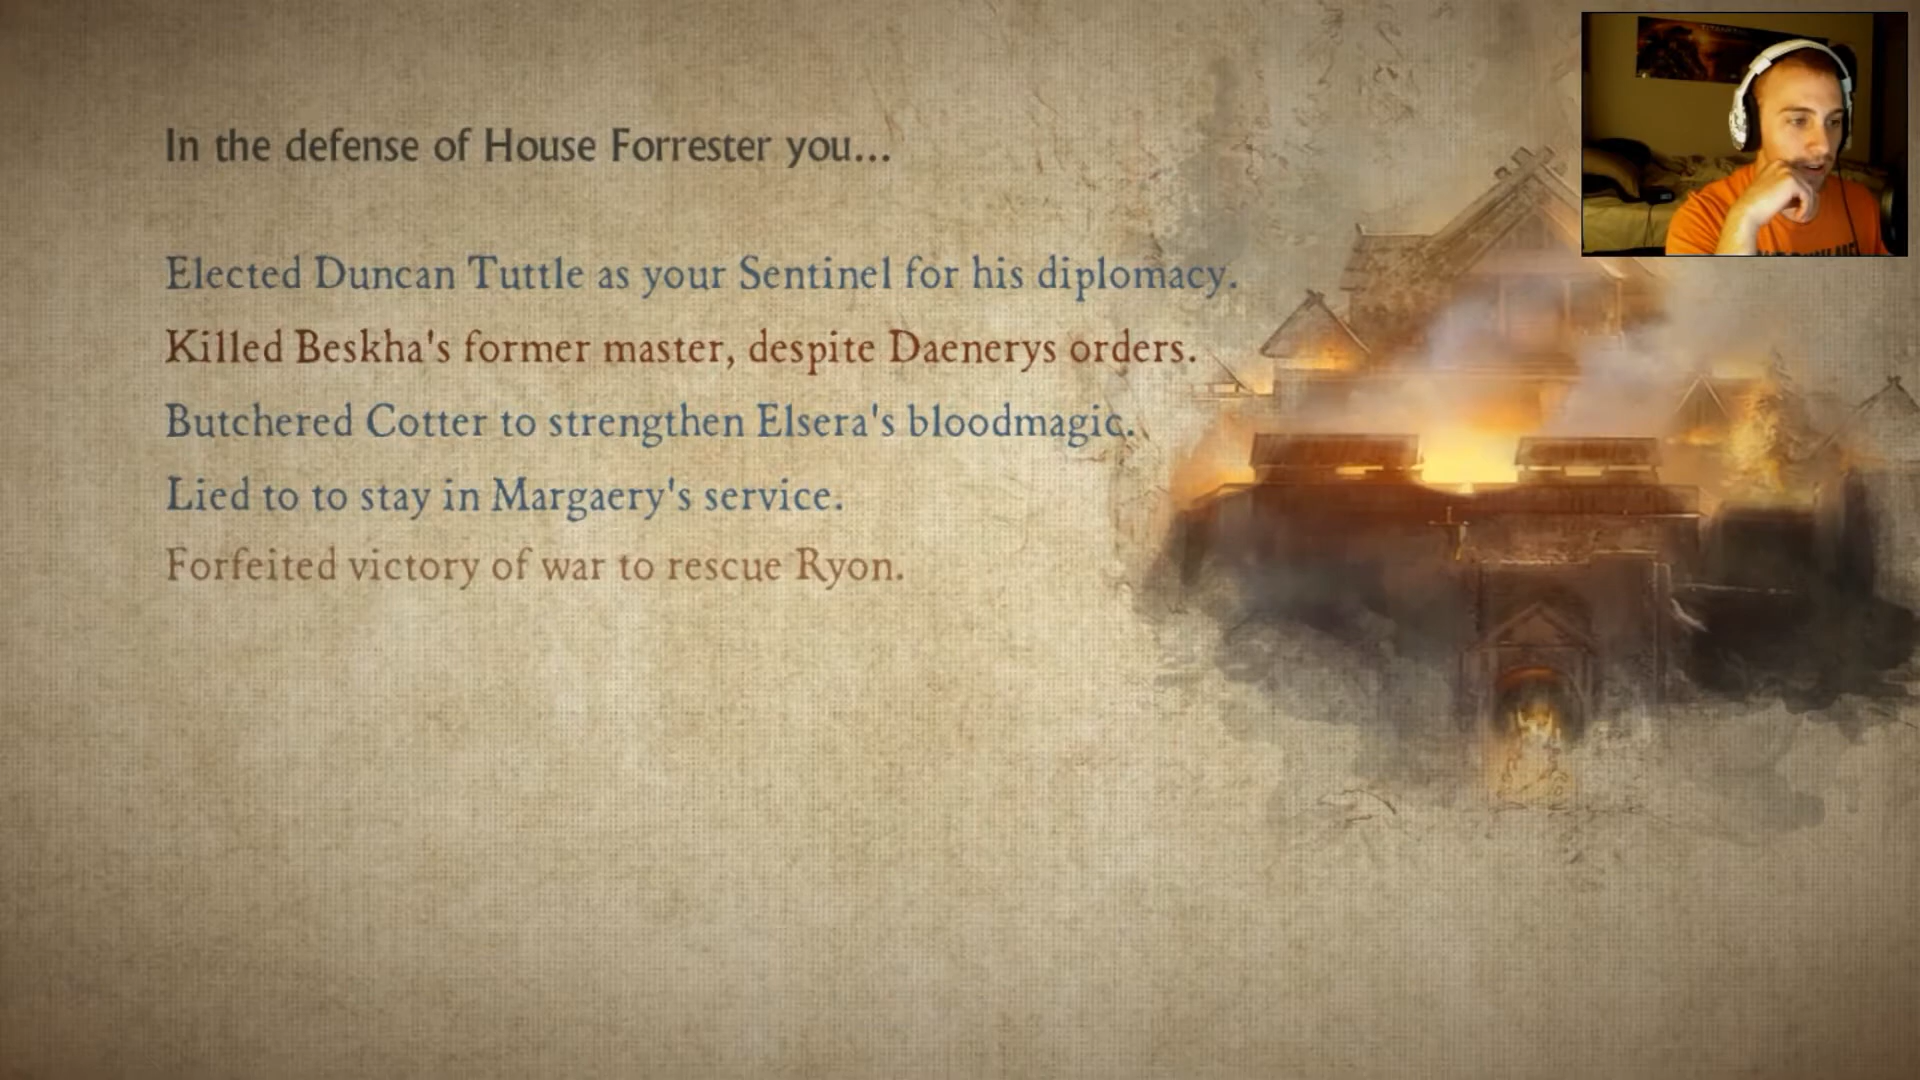 In the defense of House Forrester you...
Elected Duncan Tuttle as your Sentinel for his diplomacy.
Killed Beskha's former master, despite Daenerys orders.
Butchered Cotter to strengthen Elsera's bloodmagic.
Lied to to stay in Margaery's service.
Forfeited victory of war to rescue Ryon.